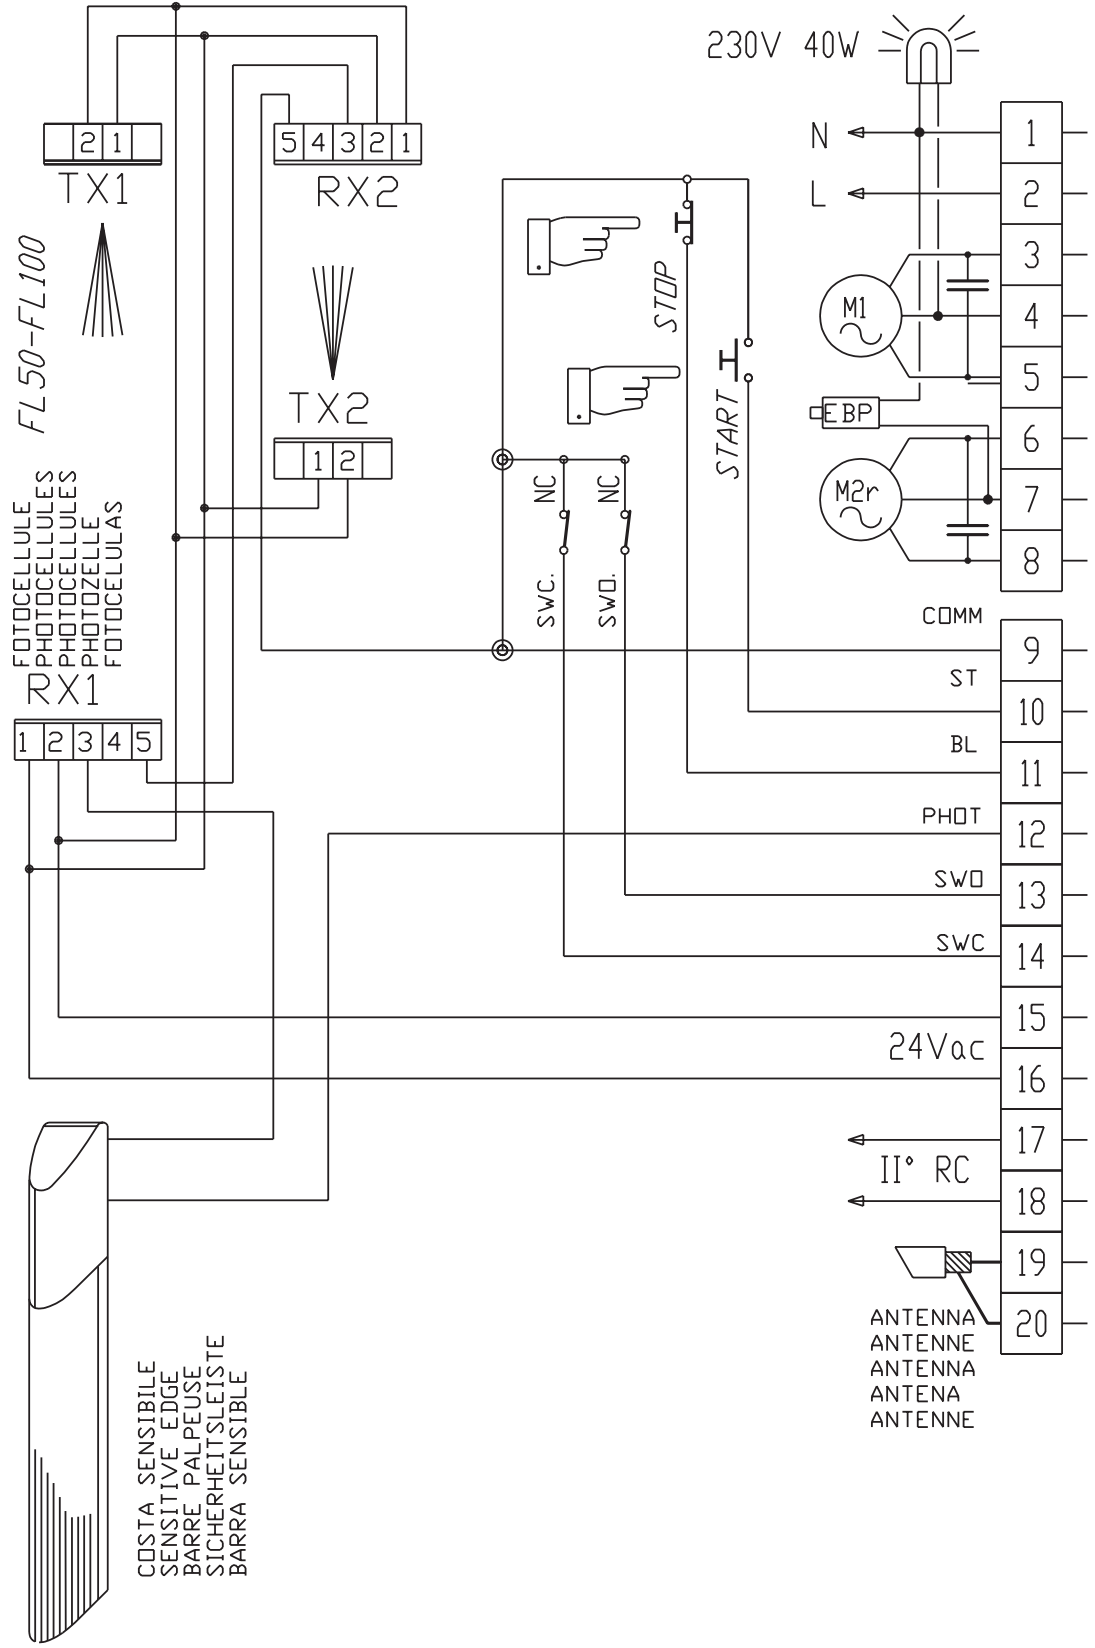 230V 40W
2 1
TX1
5 4 3 2 1
RX2
N
L
1
2
3
4
5
6
7
8
M1
EBP
M2r
FL50-FL100
STOP
START
TX2
1 2
NC
NC
SWC.
SWO.
FOTOCELLULE
PHOTOCELLULES
PHOTOCELLULES
PHOTOZELLE
FOTOCELULAS
RX1
1 2 3 4 5
COMM
9
ST
10
BL
11
PHOT
12
SWO
13
SWC
14
15
24Vac
16
17
II° RC
18
19
20
ANTENNA
ANTENNE
ANTENNA
ANTENA
ANTENNE
COSTA SENSIBILE
SENSITIVE EDGE
BARRE PALPEUSE
SICHERHEITSLEISTE
BARRA SENSIBLE